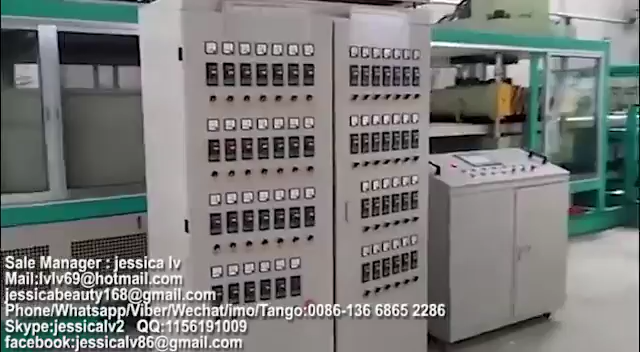 Sale Manager : jessica lv
Mail:lvlv69@hotmail.com
jessicabeauty168@gmail.com
Phone/Whatsapp/Viber/Wechat/imo/Tango:0086-136 6865 2286
Skype:jessicalv2 QQ:1156191009
facebook:jessicalv86@gmail.com